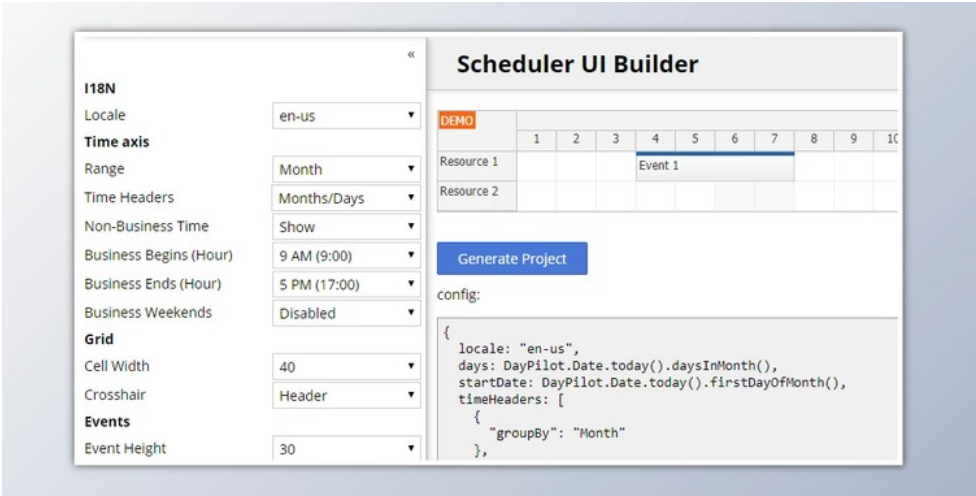 «
I18N
Locale en-us
Time axis
Range Month
Time Headers Months/Days
Non-Business Time Show
Business Begins (Hour) 9 AM (9:00)
Business Ends (Hour) 5 PM (17:00)
Business Weekends Disabled
Grid
Cell Width 40
Crosshair Header
Events
Event Height 30
Scheduler UI Builder
DEMO
1 2 3 4 5 6 7 8 9 10
Resource 1 Event 1
Resource 2
Generate Project
config:
{
locale: "en-us",
days: DayPilot.Date.today().daysInMonth(),
startDate: DayPilot.Date.today().firstDayOfMonth(),
timeHeaders: [
{
"groupBy": "Month"
},